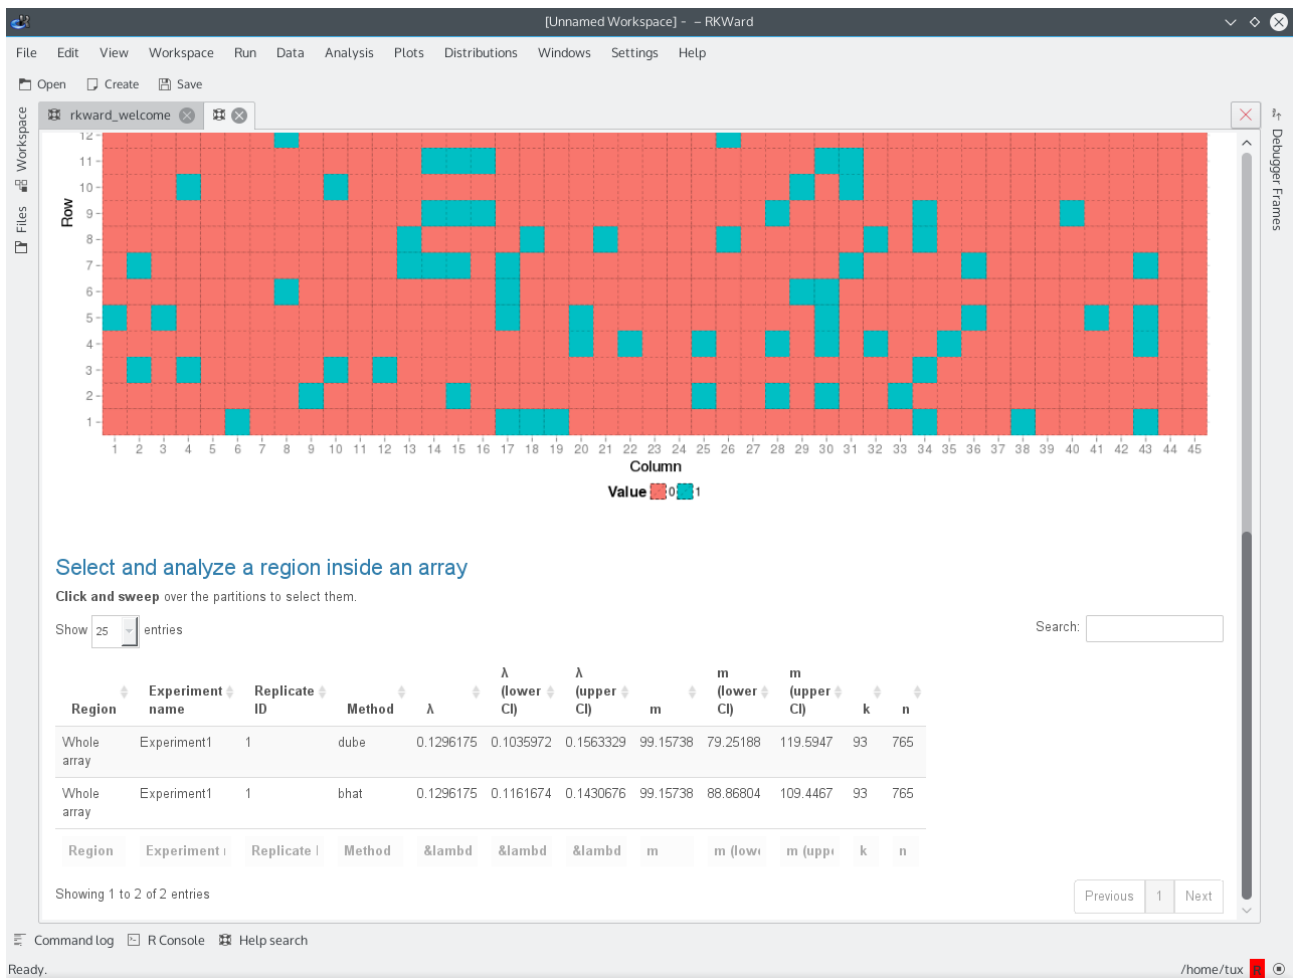 [Unnamed Workspace] - – RKWard
File Edit View Workspace Run Data Analysis Plots Distributions Windows Settings Help
Open Create Save
rkward_welcome
Workspace
Files
Debugger Frames
Row
12
11
10
9
8
7
6
5
4
3
2
1
1 2 3 4 5 6 7 8 9 10 11 12 13 14 15 16 17 18 19 20 21 22 23 24 25 26 27 28 29 30 31 32 33 34 35 36 37 38 39 40 41 42 43 44 45
Column
Value 0 1
Select and analyze a region inside an array
Click and sweep over the partitions to select them.
Show 25 entries Search:
Region Experiment name Replicate ID Method λ λ (lower CI) λ (upper CI) m m (lower CI) m (upper CI) k n
Whole array Experiment1 1 dube 0.1296175 0.1035972 0.1563329 99.15738 79.25188 119.5947 93 765
Whole array Experiment1 1 bhat 0.1296175 0.1161674 0.1430676 99.15738 88.86804 109.4467 93 765
Region Experiment Replicate Method &lambd &lambd &lambd m m (lowe m (uppe k n
Showing 1 to 2 of 2 entries
Previous 1 Next
Command log R Console Help search
Ready. /home/tux R